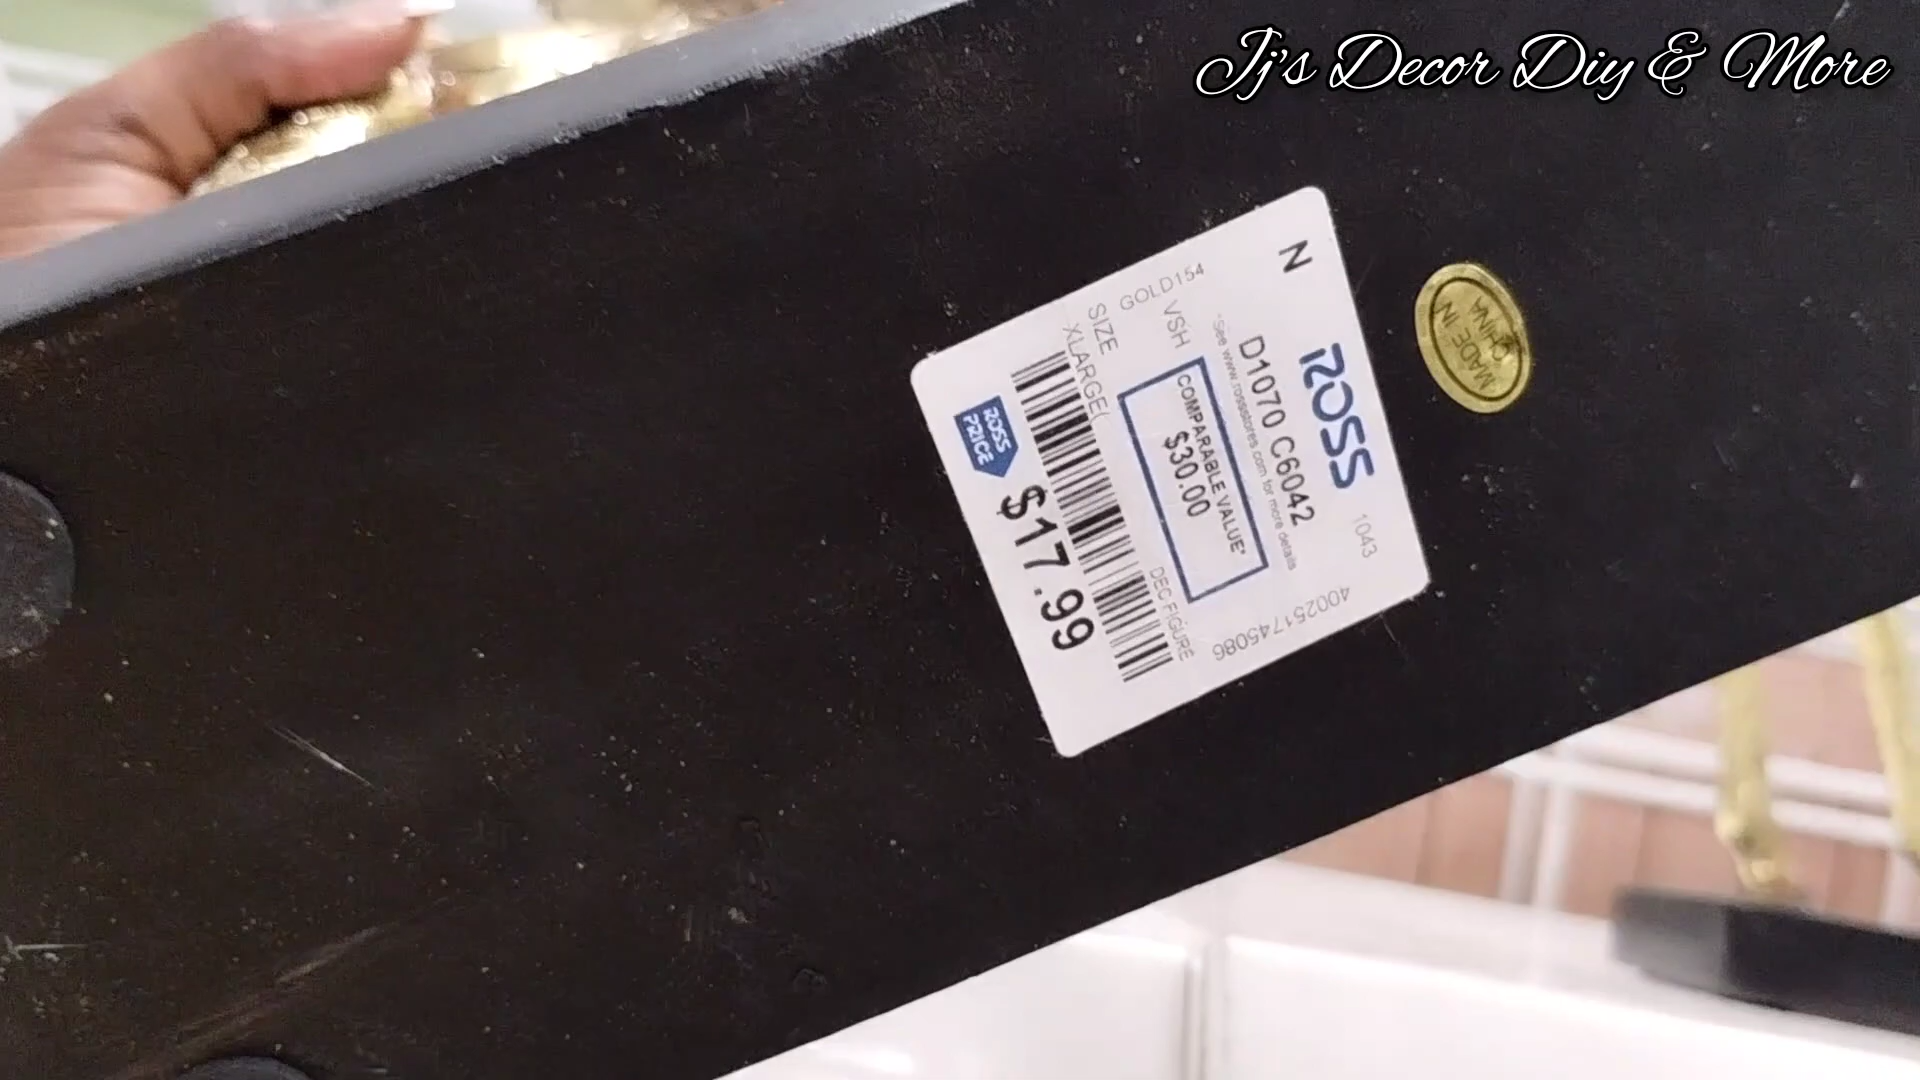 Jj's Decor Diy & More
N
ROSS
1043
D1070 C6042
*See www.rossstores.com for more details
COMPARABLE VALUE*
$30.00
VSH
GOLD154
SIZE
XLARGE(
DEC FIGURE
400251745086
ROSS
PRICE
$17.99
MADE IN
CHINA